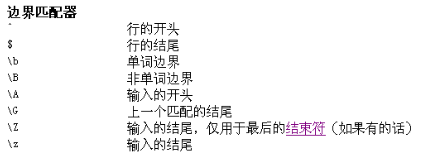 边界匹配器
^ 行的开头
$ 行的结尾
\b 单词边界
\B 非单词边界
\A 输入的开头
\G 上一个匹配的结尾
\Z 输入的结尾，仅用于最后的结束符（如果有的话）
\z 输入的结尾